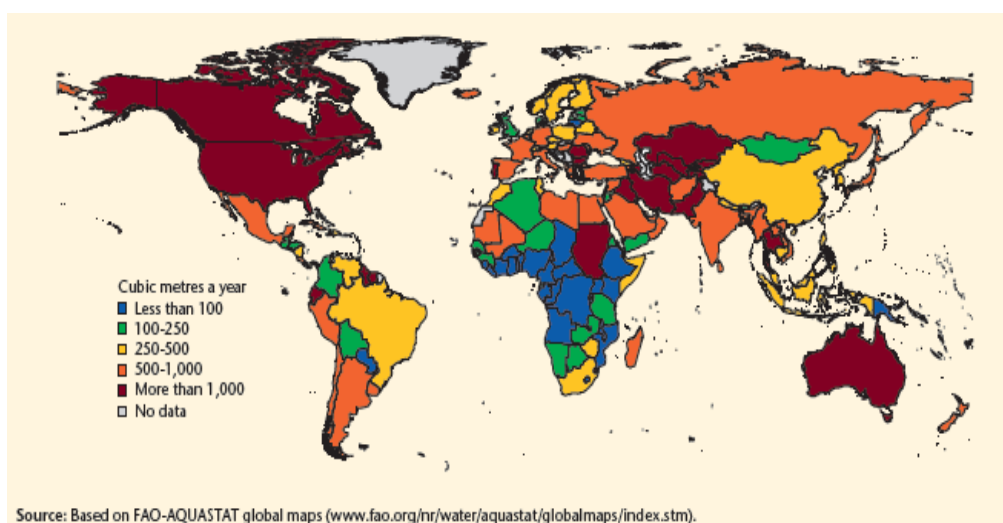 Cubic metres a year
Less than 100
100-250
250-500
500-1,000
More than 1,000
No data
Source: Based on FAO-AQUASTAT global maps (www.fao.org/nr/water/aquastat/globalmaps/index.stm).